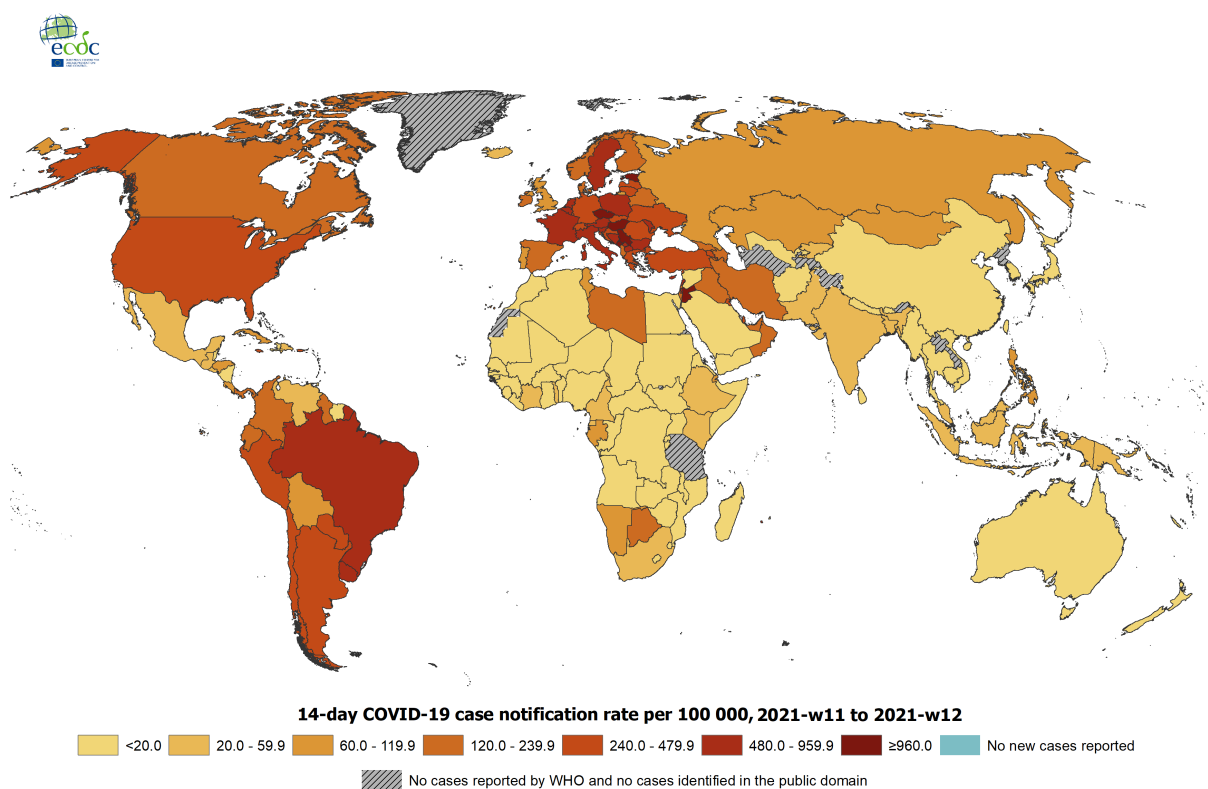 ecdc
14-day COVID-19 case notification rate per 100 000, 2021-w11 to 2021-w12
<20.0 20.0 - 59.9 60.0 - 119.9 120.0 - 239.9 240.0 - 479.9 480.0 - 959.9 ≥960.0 No new cases reported
No cases reported by WHO and no cases identified in the public domain